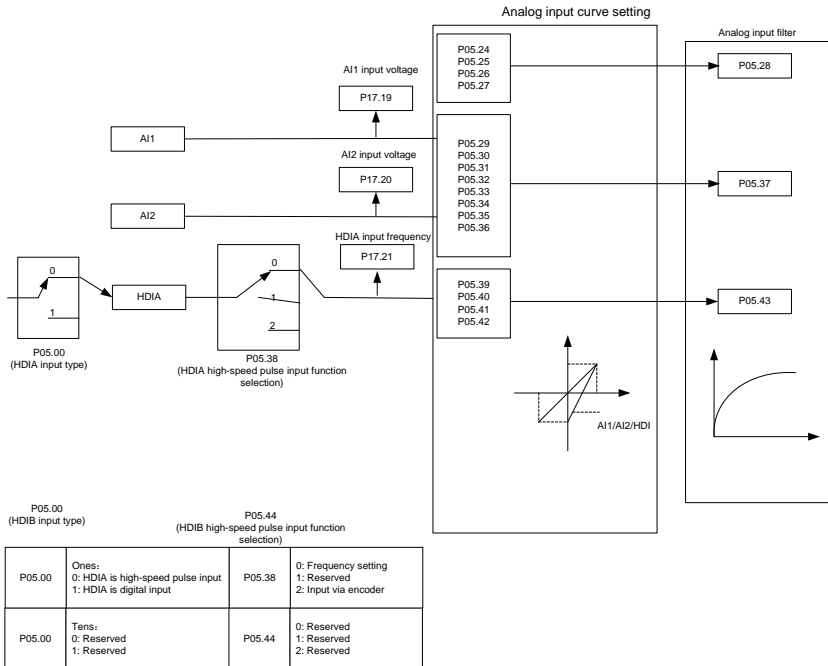 Analog input curve setting
Analog input filter
P05.24
P05.25
P05.26
P05.27
P05.28
AI1 input voltage
P17.19
AI1
AI2 input voltage
P17.20
AI2
P05.29
P05.30
P05.31
P05.32
P05.33
P05.34
P05.35
P05.36
P05.37
HDIA input frequency
P17.21
0
1
P05.00
(HDIA input type)
HDIA
0
1
2
P05.38
(HDIA high-speed pulse input function
selection)
P05.39
P05.40
P05.41
P05.42
P05.43
AI1/AI2/HDI
P05.00
(HDIB input type)
P05.44
(HDIB high-speed pulse input function
selection)
P05.00
Ones:
0: HDIA is high-speed pulse input
1: HDIA is digital input
P05.38
0: Frequency setting
1: Reserved
2: Input via encoder
P05.00
Tens:
0: Reserved
1: Reserved
P05.44
0: Reserved
1: Reserved
2: Reserved